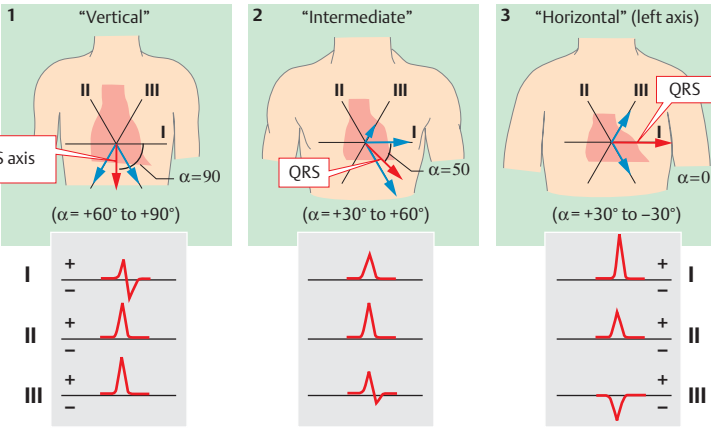 1 "Vertical"
II III
I
S axis
α=90
(α= +60° to +90°)
2 "Intermediate"
II III
I
QRS
α=50
(α= +30° to +60°)
3 "Horizontal" (left axis)
II III
QRS
I
α=0
(α= +30° to −30°)
I + −
II + −
III + −
+ − I
+ − II
+ − III